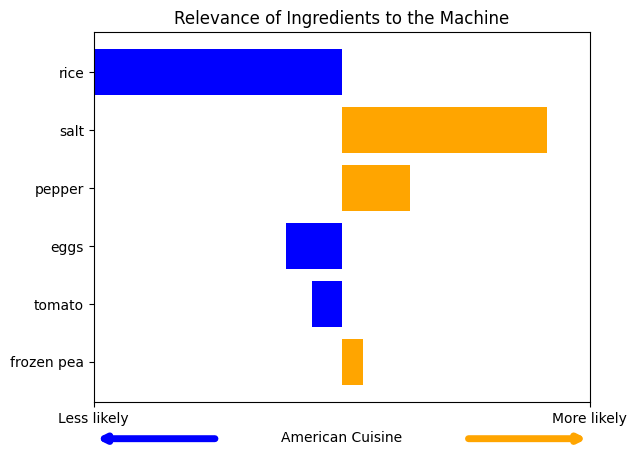 Relevance of Ingredients to the Machine
rice
salt
pepper
eggs
tomato
frozen pea
Less likely
More likely
American Cuisine